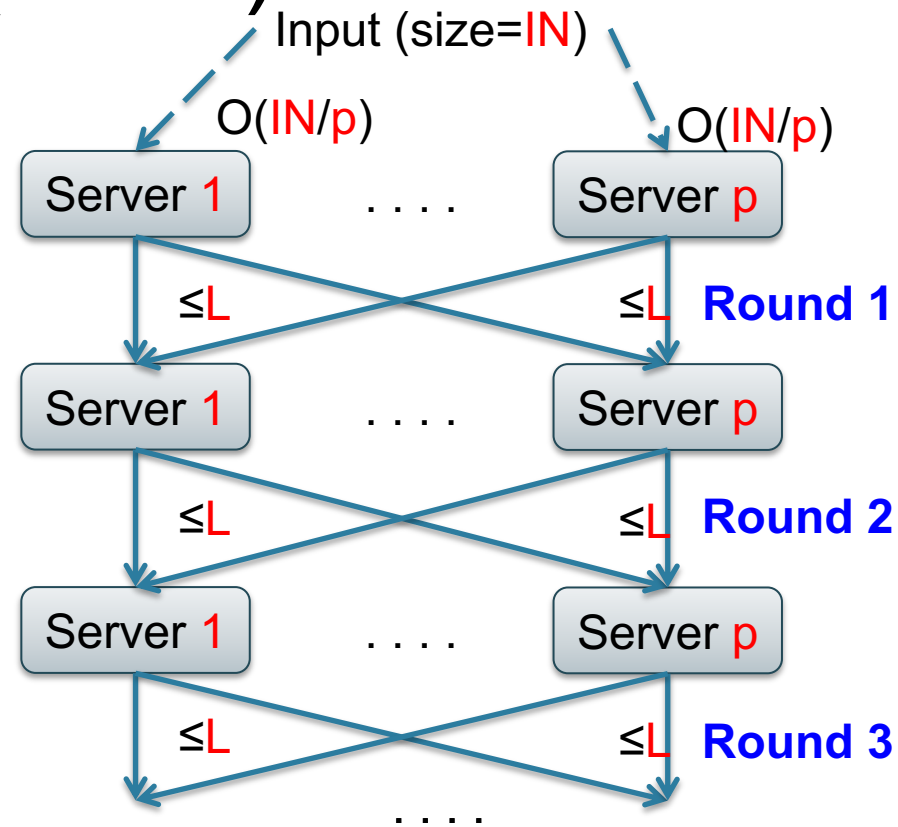 Input (size=IN)
O(IN/p) O(IN/p)
Server 1 . . . . Server p
≤L ≤L Round 1
Server 1 . . . . Server p
≤L ≤L Round 2
Server 1 . . . . Server p
≤L ≤L Round 3
. . . .